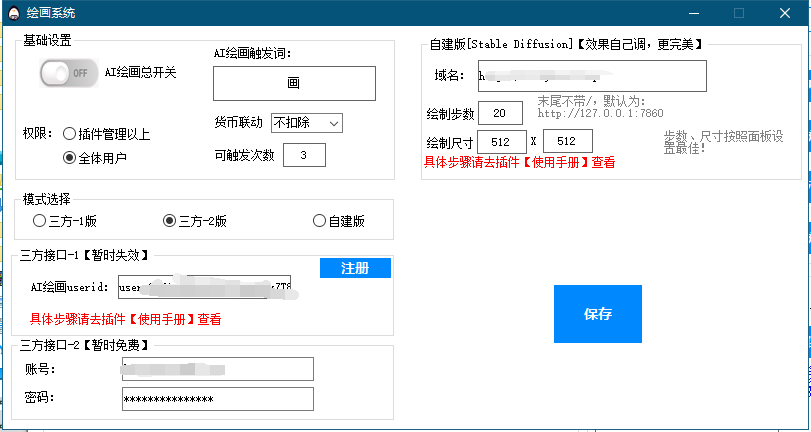 绘画系统
基础设置
OFF
AI绘画总开关
AI绘画触发词:
画
货币联动
不扣除
可触发次数
3
权限:
插件管理以上
全体用户
模式选择
三方-1版
三方-2版
自建版
三方接口-1【暂时失效】
注册
AI绘画userid:
user
7T8
具体步骤请去插件【使用手册】查看
三方接口-2【暂时免费】
账号:
密码:
***************
自建版[Stable Diffusion]【效果自己调，更完美】
域名:
绘制步数
20
末尾不带/，默认为:
http://127.0.0.1:7860
绘制尺寸
512
X
512
步数、尺寸按照面板设
置最佳!
具体步骤请去插件【使用手册】查看
保存